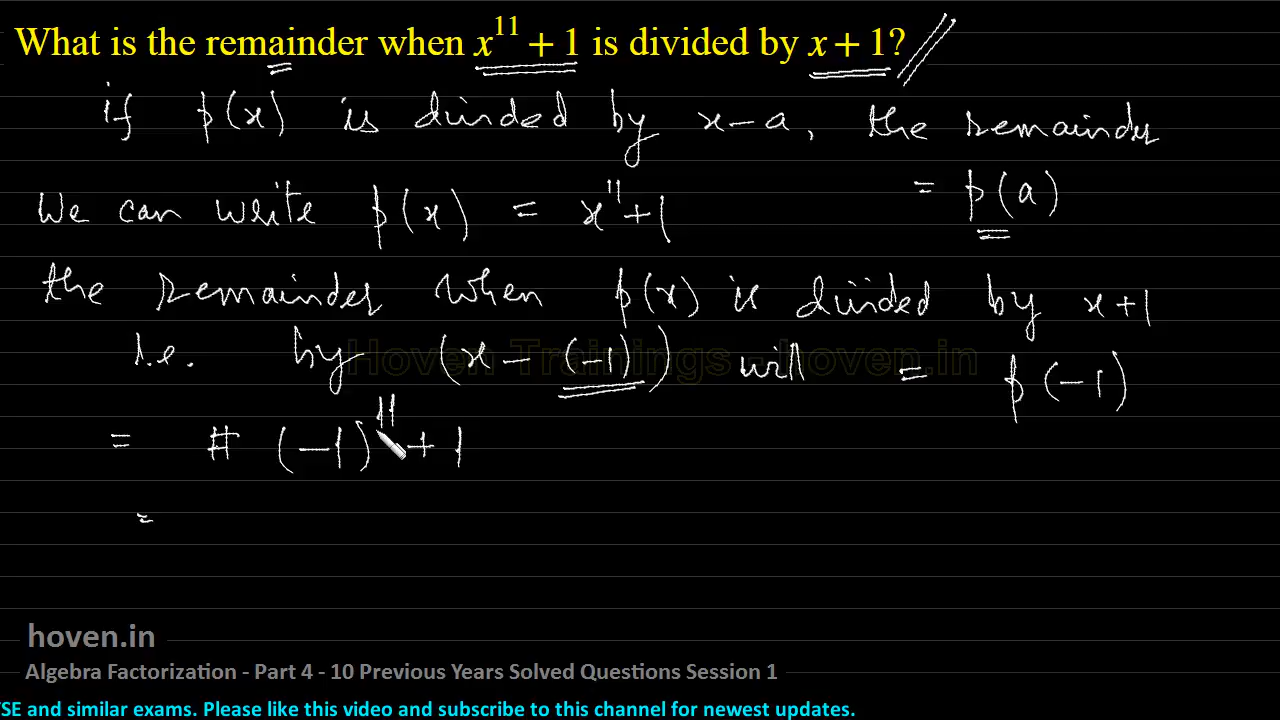 What is the remainder when x^11 + 1 is divided by x + 1?
if p(x) is divided by x - a, the remainder
= p(a)
We can write p(x) = x^11 + 1
the remainder when p(x) is divided by x + 1
i.e. by (x - (-1)) will = p(-1)
Hoven Trainings - hoven.in
= # (-1)^11 + 1
=
hoven.in
Algebra Factorization - Part 4 - 10 Previous Years Solved Questions Session 1
TSE and similar exams. Please like this video and subscribe to this channel for newest updates.